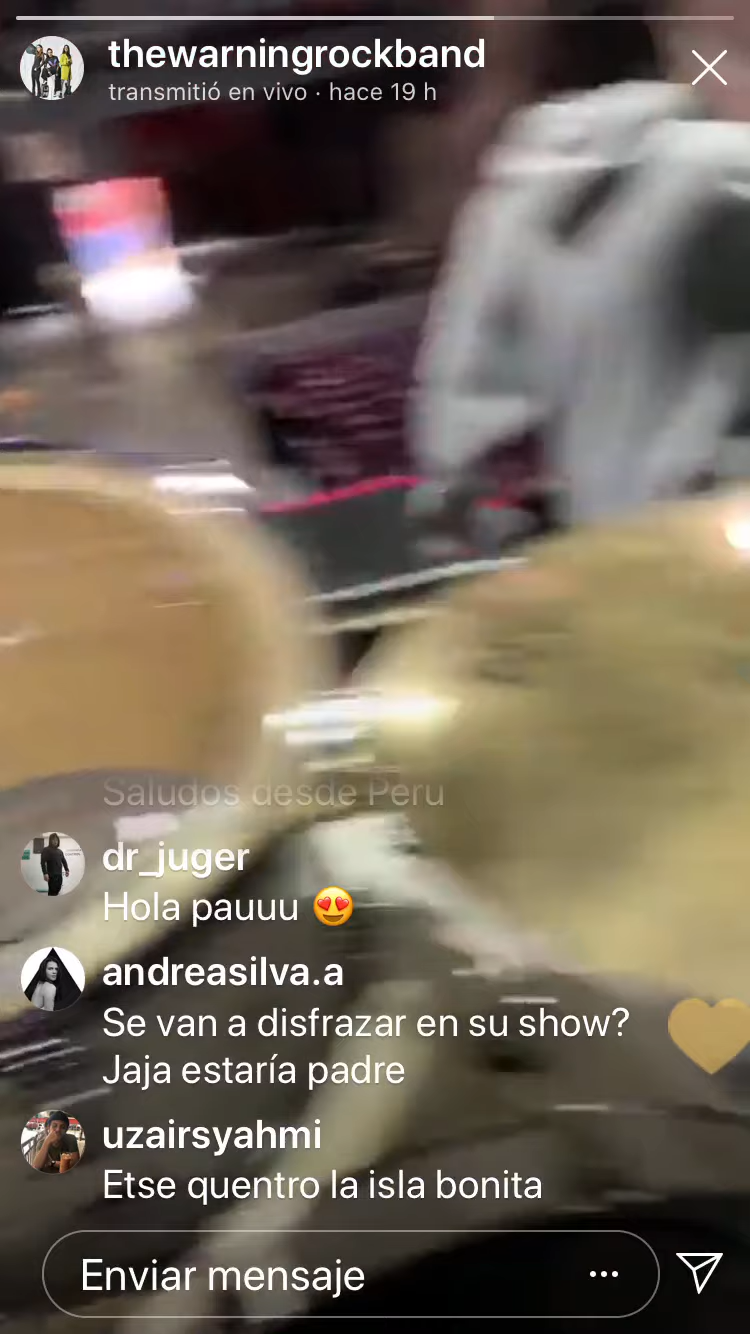 thewarningrockband
transmitió en vivo · hace 19 h
Saludos desde Peru
dr_juger
Hola pauuu 😍
andreasilva.a
Se van a disfrazar en su show?
Jaja estaría padre
uzairsyahmi
Etse quentro la isla bonita
Enviar mensaje